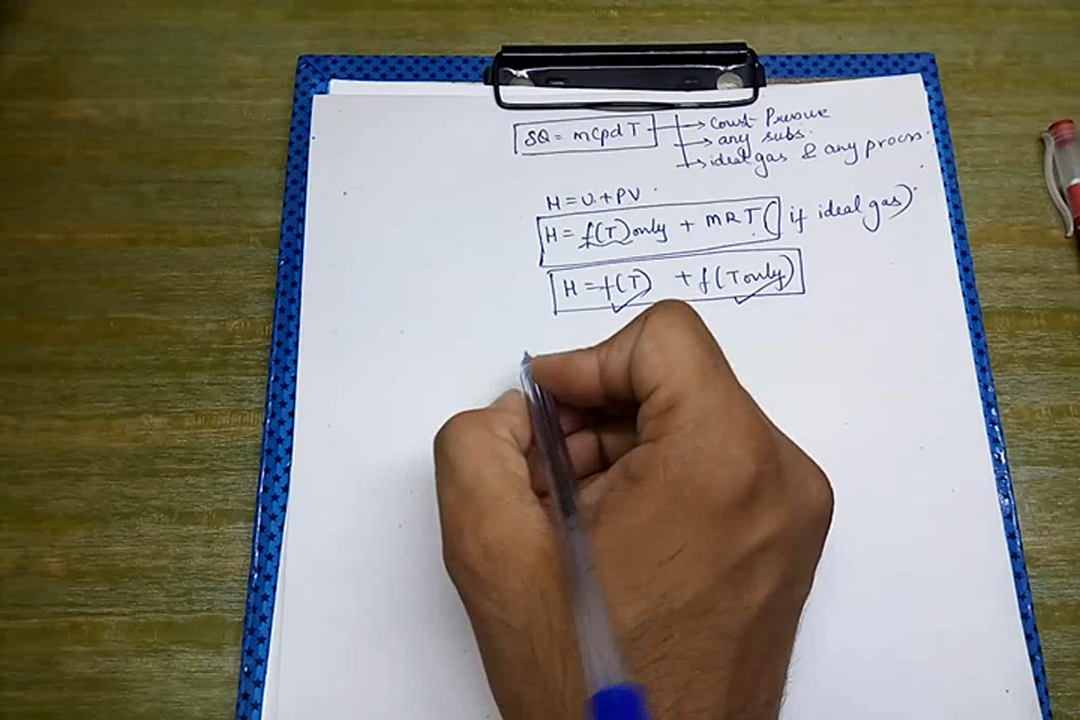 δQ = mCpdT → Const Pressure
→ any subs.
→ ideal gas & any process.
H = U + PV
H = f(T) only + mRT (if ideal gas)
H = f(T) + f(T only)